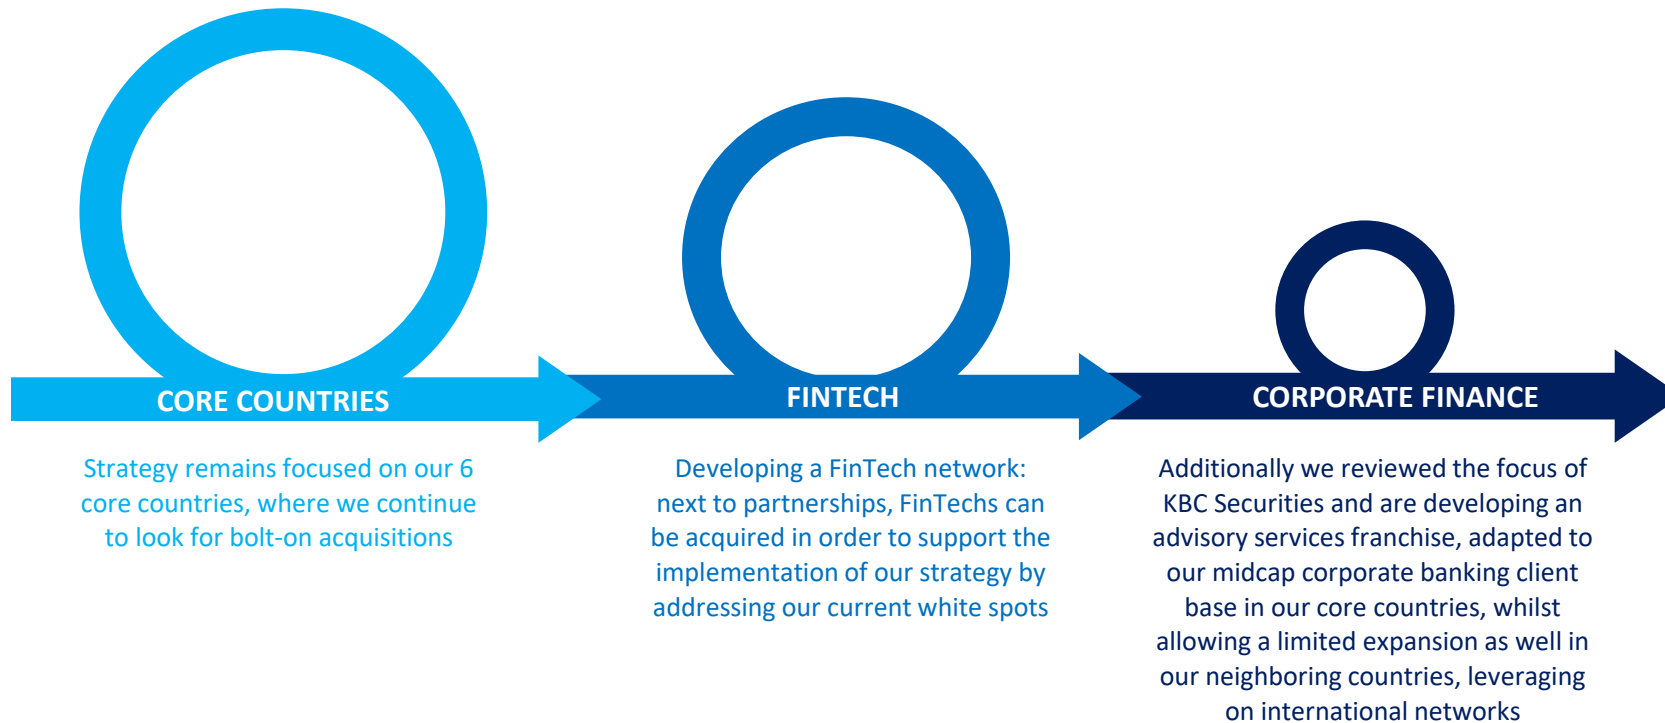 CORE COUNTRIES
Strategy remains focused on our 6
core countries, where we continue
to look for bolt-on acquisitions
FINTECH
Developing a FinTech network:
next to partnerships, FinTechs can
be acquired in order to support the
implementation of our strategy by
addressing our current white spots
CORPORATE FINANCE
Additionally we reviewed the focus of
KBC Securities and are developing an
advisory services franchise, adapted to
our midcap corporate banking client
base in our core countries, whilst
allowing a limited expansion as well in
our neighboring countries, leveraging
on international networks